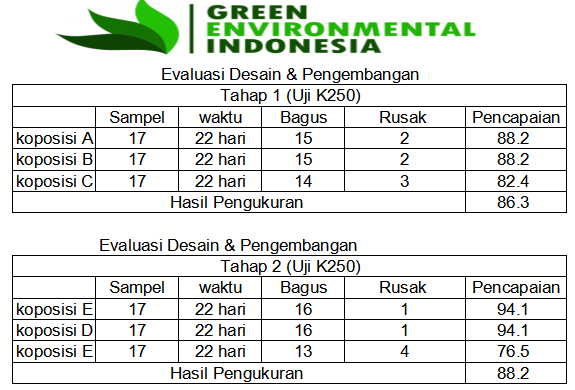 GREEN
ENVIRONMENTAL
INDONESIA
Evaluasi Desain & Pengembangan
Tahap 1 (Uji K250)
Sampel waktu Bagus Rusak Pencapaian
koposisi A 17 22 hari 15 2 88.2
koposisi B 17 22 hari 15 2 88.2
koposisi C 17 22 hari 14 3 82.4
Hasil Pengukuran 86.3
Evaluasi Desain & Pengembangan
Tahap 2 (Uji K250)
Sampel waktu Bagus Rusak Pencapaian
koposisi E 17 22 hari 16 1 94.1
koposisi D 17 22 hari 16 1 94.1
koposisi E 17 22 hari 13 4 76.5
Hasil Pengukuran 88.2